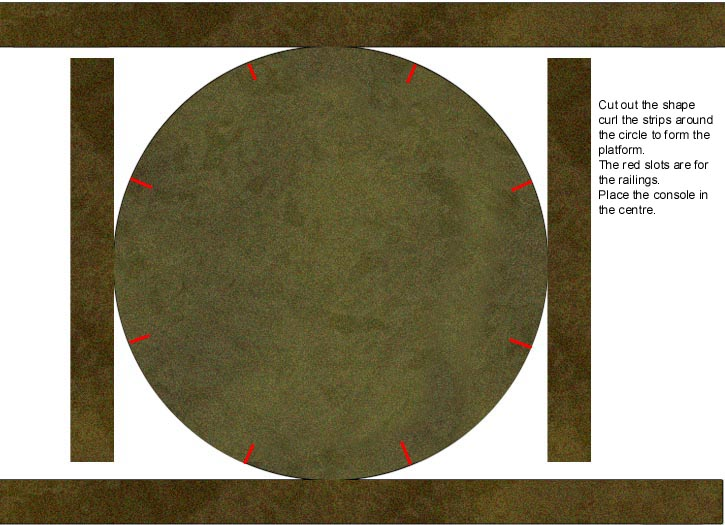 Cut out the shape
curl the strips around
the circle to form the
platform.
The red slots are for
the railings.
Place the console in
the centre.